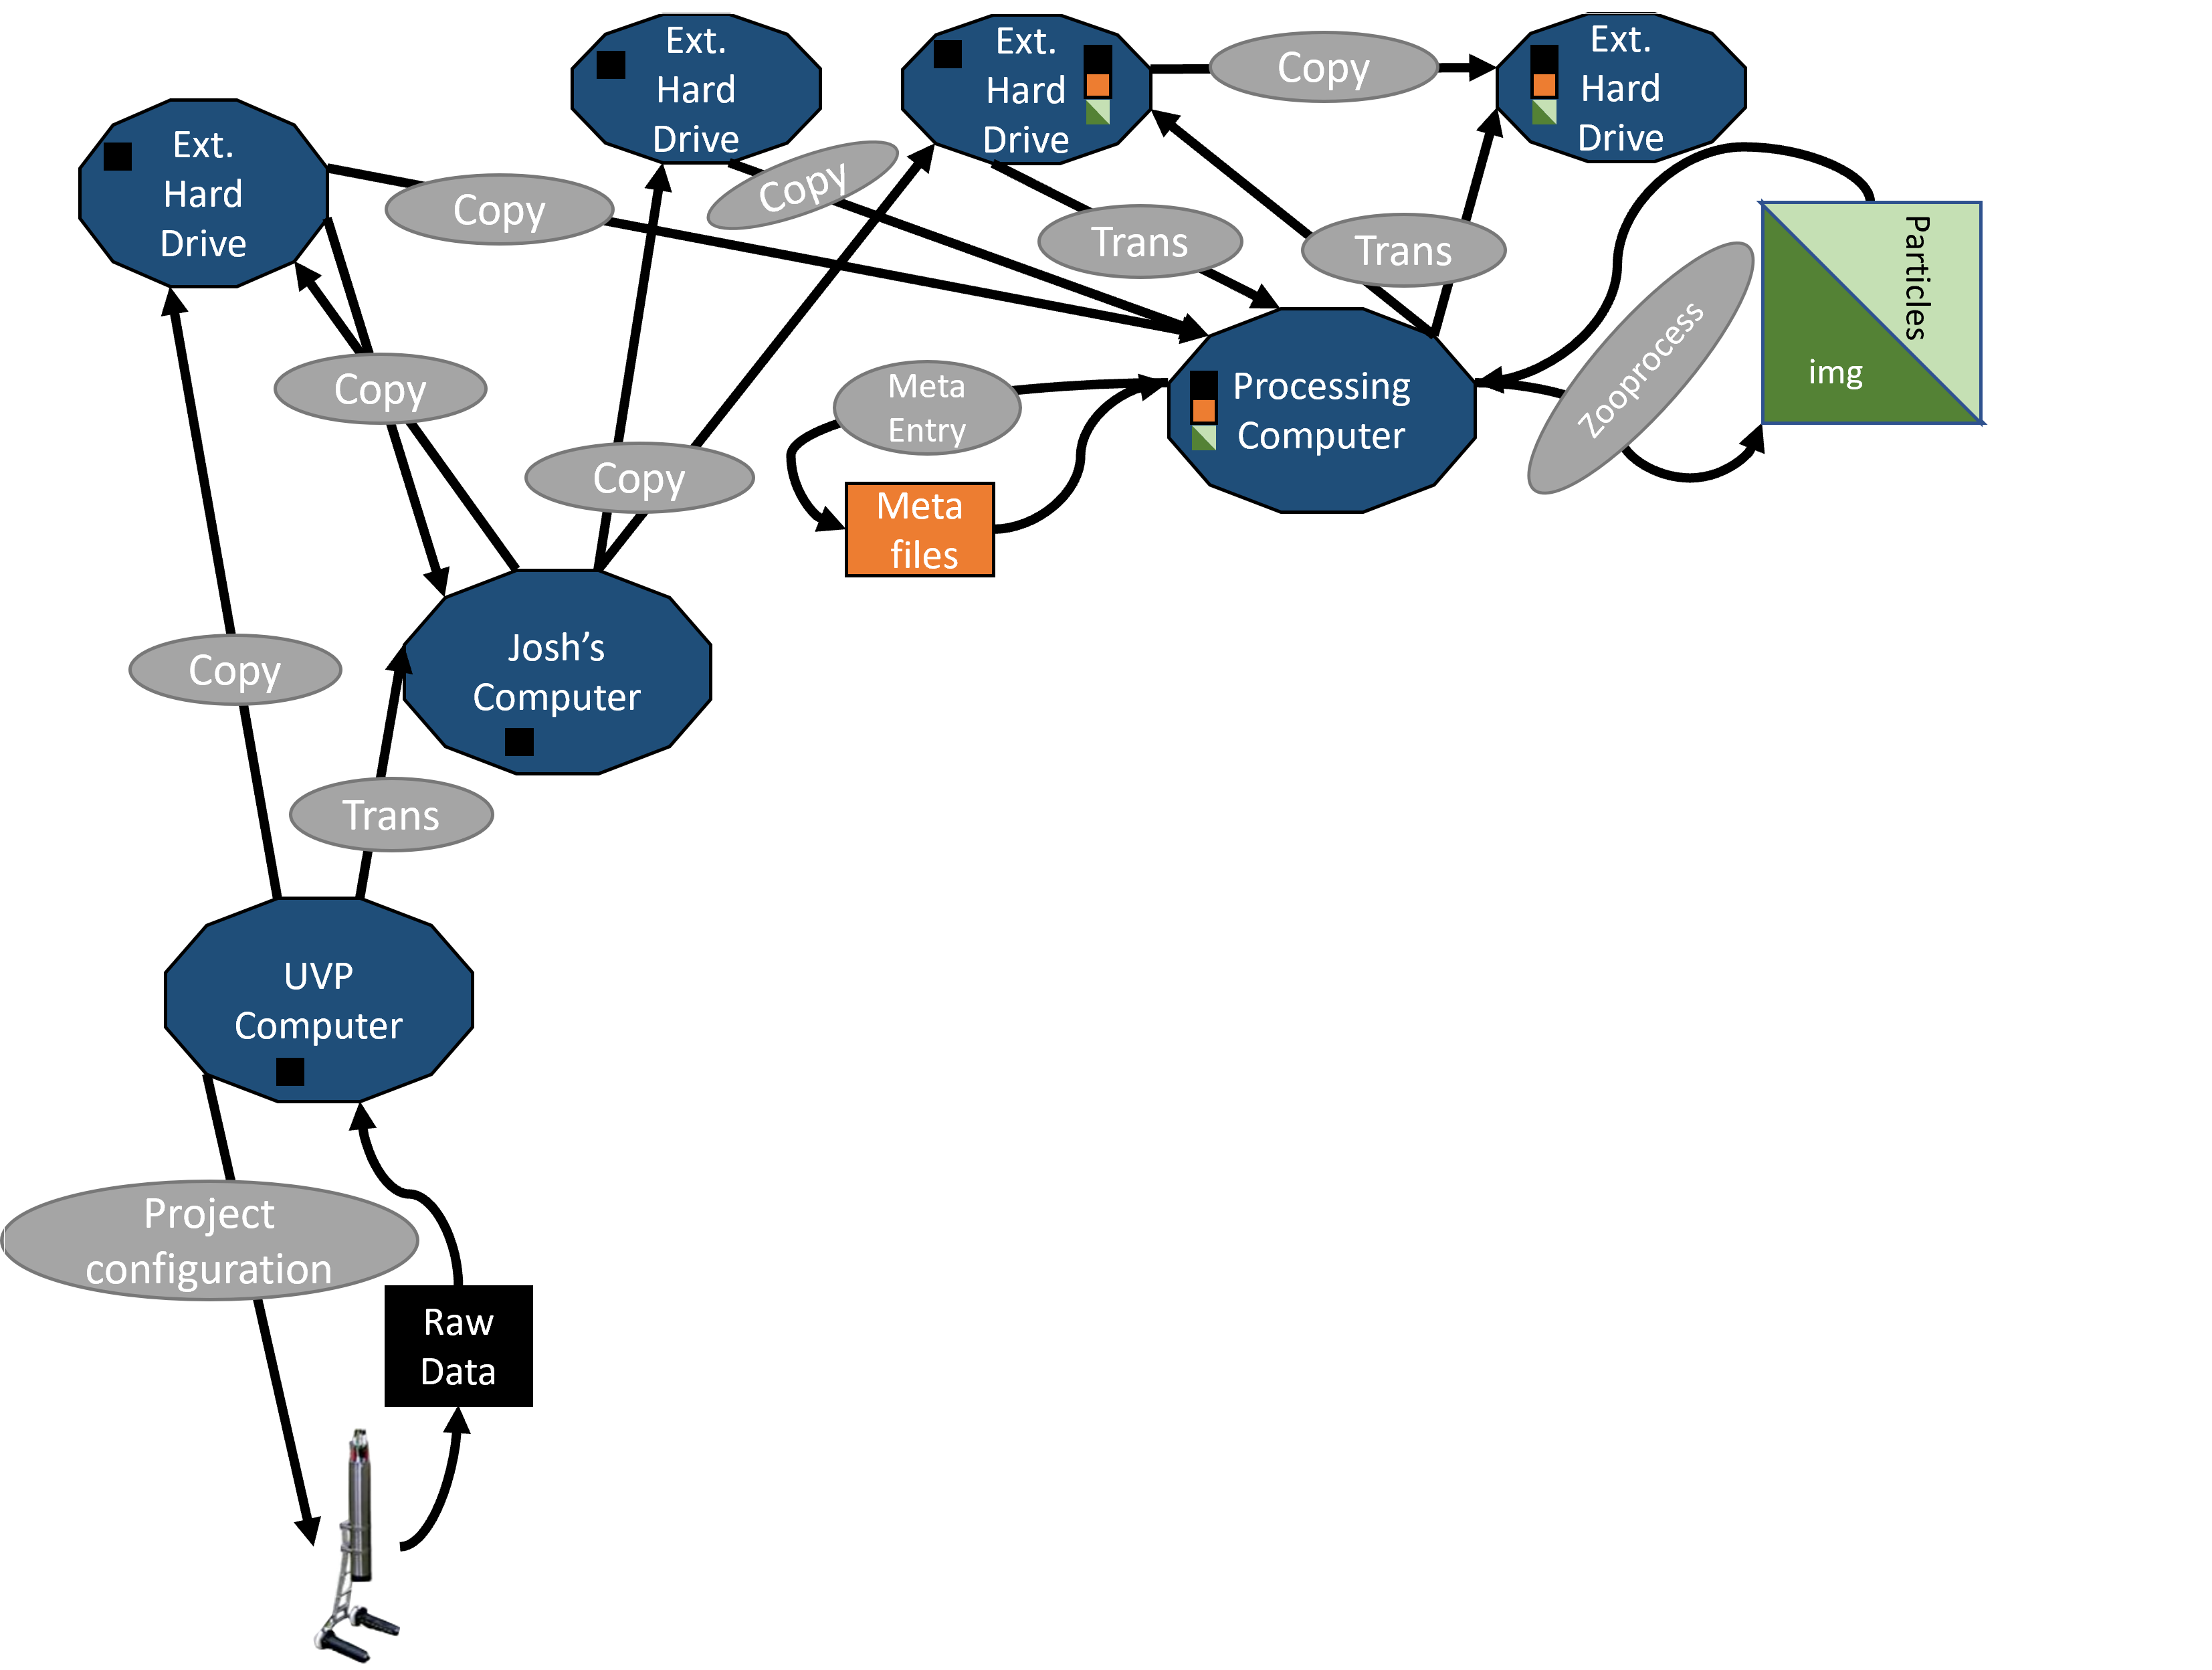 Ext.
Hard
Drive
Ext.
Hard
Drive
Ext.
Hard
Drive
Ext.
Hard
Drive
Copy
Copy
Copy
Trans
Trans
Particles
img
Zooprocess
Processing
Computer
Meta
Entry
Meta
files
Copy
Copy
Josh’s
Computer
Copy
Trans
UVP
Computer
Project
configuration
Raw
Data